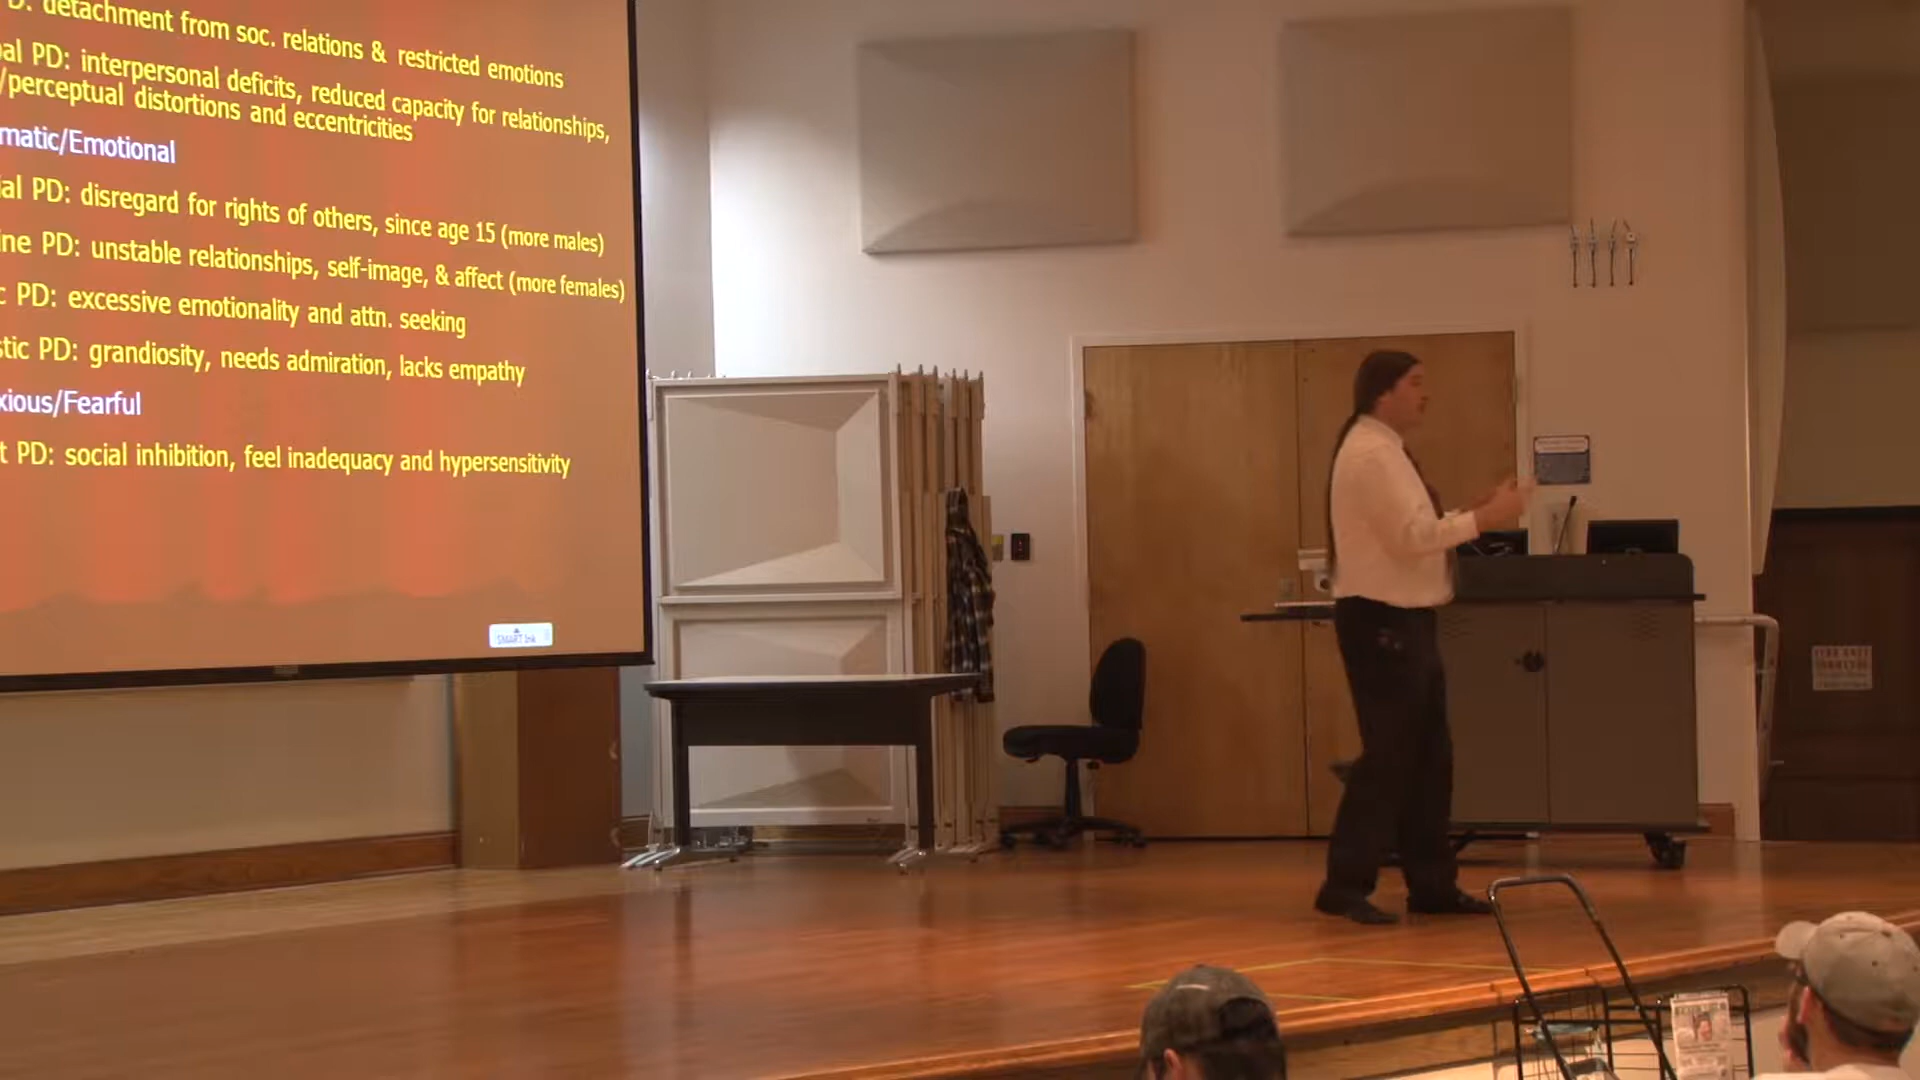 D: detachment from soc. relations & restricted emotions
al PD: interpersonal deficits, reduced capacity for relationships,
/perceptual distortions and eccentricities
matic/Emotional
ial PD: disregard for rights of others, since age 15 (more males)
ine PD: unstable relationships, self-image, & affect (more females)
c PD: excessive emotionality and attn. seeking
stic PD: grandiosity, needs admiration, lacks empathy
xious/Fearful
t PD: social inhibition, feel inadequacy and hypersensitivity
SMART Ink